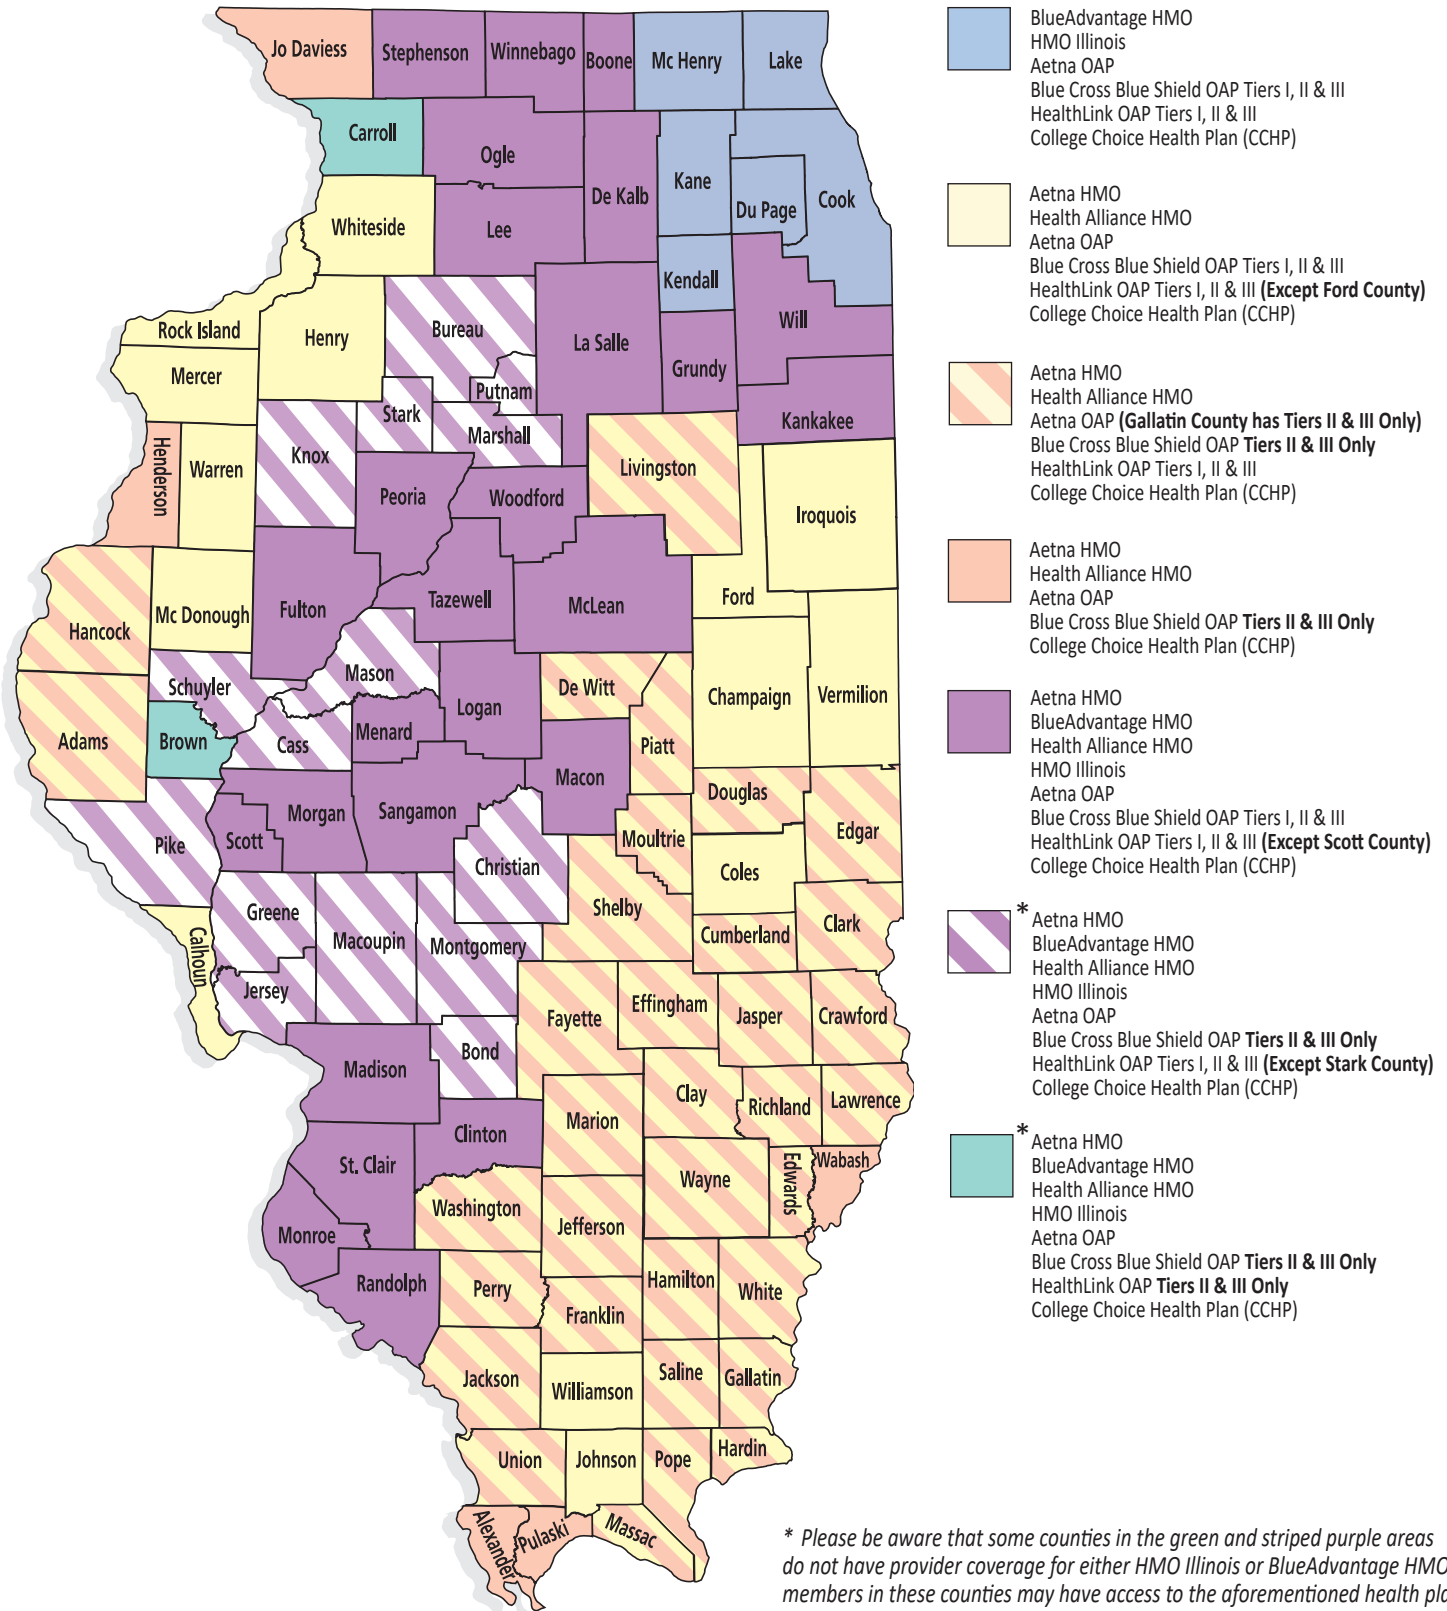 Jo Daviess
Stephenson
Winnebago
Boone
Mc Henry
Lake
Carroll
Ogle
De Kalb
Kane
Du Page
Cook
Whiteside
Lee
Kendall
Rock Island
Henry
Bureau
La Salle
Will
Grundy
Mercer
Putnam
Stark
Marshall
Kankakee
Henderson
Warren
Knox
Peoria
Woodford
Livingston
Iroquois
Ford
Hancock
Mc Donough
Fulton
Tazewell
McLean
Schuyler
Mason
De Witt
Champaign
Vermilion
Logan
Adams
Brown
Cass
Menard
Piatt
Macon
Douglas
Edgar
Pike
Scott
Morgan
Sangamon
Christian
Moultrie
Coles
Shelby
Cumberland
Clark
Calhoun
Greene
Macoupin
Montgomery
Jersey
Fayette
Effingham
Jasper
Crawford
Bond
Madison
Clay
Richland
Lawrence
Marion
Clinton
St. Clair
Wayne
Edwards
Wabash
Washington
Jefferson
Monroe
Randolph
Perry
Hamilton
White
Franklin
Jackson
Williamson
Saline
Gallatin
Union
Johnson
Pope
Hardin
Alexander
Pulaski
Massac
BlueAdvantage HMO
HMO Illinois
Aetna OAP
Blue Cross Blue Shield OAP Tiers I, II & III
HealthLink OAP Tiers I, II & III
College Choice Health Plan (CCHP)
Aetna HMO
Health Alliance HMO
Aetna OAP
Blue Cross Blue Shield OAP Tiers I, II & III
HealthLink OAP Tiers I, II & III (Except Ford County)
College Choice Health Plan (CCHP)
Aetna HMO
Health Alliance HMO
Aetna OAP (Gallatin County has Tiers II & III Only)
Blue Cross Blue Shield OAP Tiers II & III Only
HealthLink OAP Tiers I, II & III
College Choice Health Plan (CCHP)
Aetna HMO
Health Alliance HMO
Aetna OAP
Blue Cross Blue Shield OAP Tiers II & III Only
College Choice Health Plan (CCHP)
Aetna HMO
BlueAdvantage HMO
Health Alliance HMO
HMO Illinois
Aetna OAP
Blue Cross Blue Shield OAP Tiers I, II & III
HealthLink OAP Tiers I, II & III (Except Scott County)
College Choice Health Plan (CCHP)
* Aetna HMO
BlueAdvantage HMO
Health Alliance HMO
HMO Illinois
Aetna OAP
Blue Cross Blue Shield OAP Tiers II & III Only
HealthLink OAP Tiers I, II & III (Except Stark County)
College Choice Health Plan (CCHP)
* Aetna HMO
BlueAdvantage HMO
Health Alliance HMO
HMO Illinois
Aetna OAP
Blue Cross Blue Shield OAP Tiers II & III Only
HealthLink OAP Tiers II & III Only
College Choice Health Plan (CCHP)
* Please be aware that some counties in the green and striped purple areas
do not have provider coverage for either HMO Illinois or BlueAdvantage HMO
members in these counties may have access to the aforementioned health